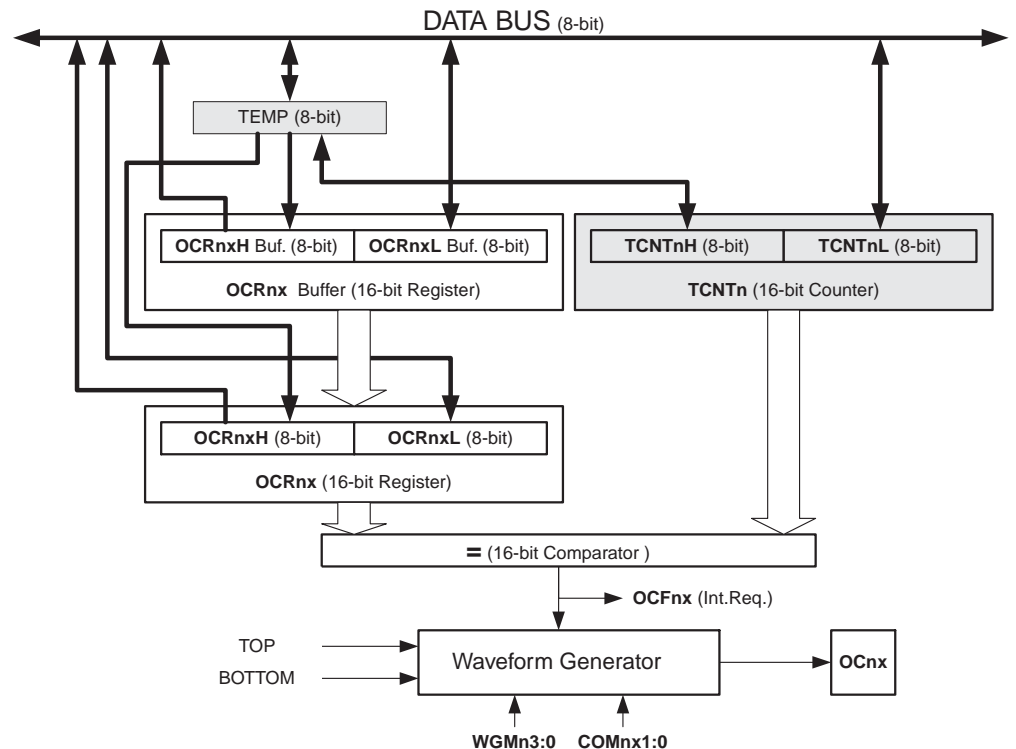 DATA BUS (8-bit)
TEMP (8-bit)
OCRnxH Buf. (8-bit) OCRnxL Buf. (8-bit)
OCRnx Buffer (16-bit Register)
TCNTnH (8-bit) TCNTnL (8-bit)
TCNTn (16-bit Counter)
OCRnxH (8-bit) OCRnxL (8-bit)
OCRnx (16-bit Register)
= (16-bit Comparator )
OCFnx (Int.Req.)
TOP
BOTTOM
Waveform Generator
OCnx
WGMn3:0 COMnx1:0